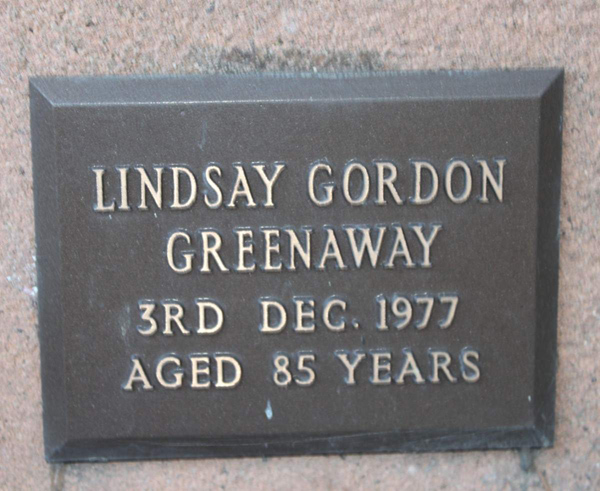 LINDSAY GORDON
GREENAWAY
3RD DEC. 1977
AGED 85 YEARS